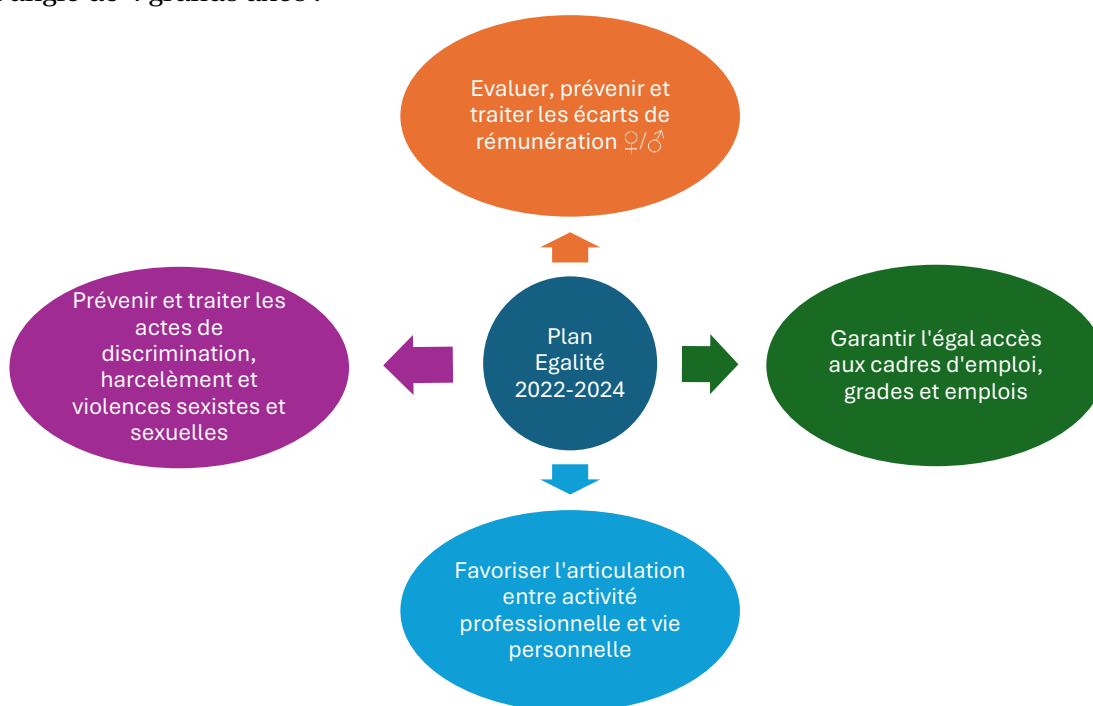 Evaluer, prévenir et
traiter les écarts de
rémunération ♀/♂
Prévenir et traiter les
actes de
discrimination,
harcelèment et
violences sexistes et
sexuelles
Plan
Egalité
2022-2024
Garantir l'égal accès
aux cadres d'emploi,
grades et emplois
Favoriser l'articulation
entre activité
professionnelle et vie
personnelle